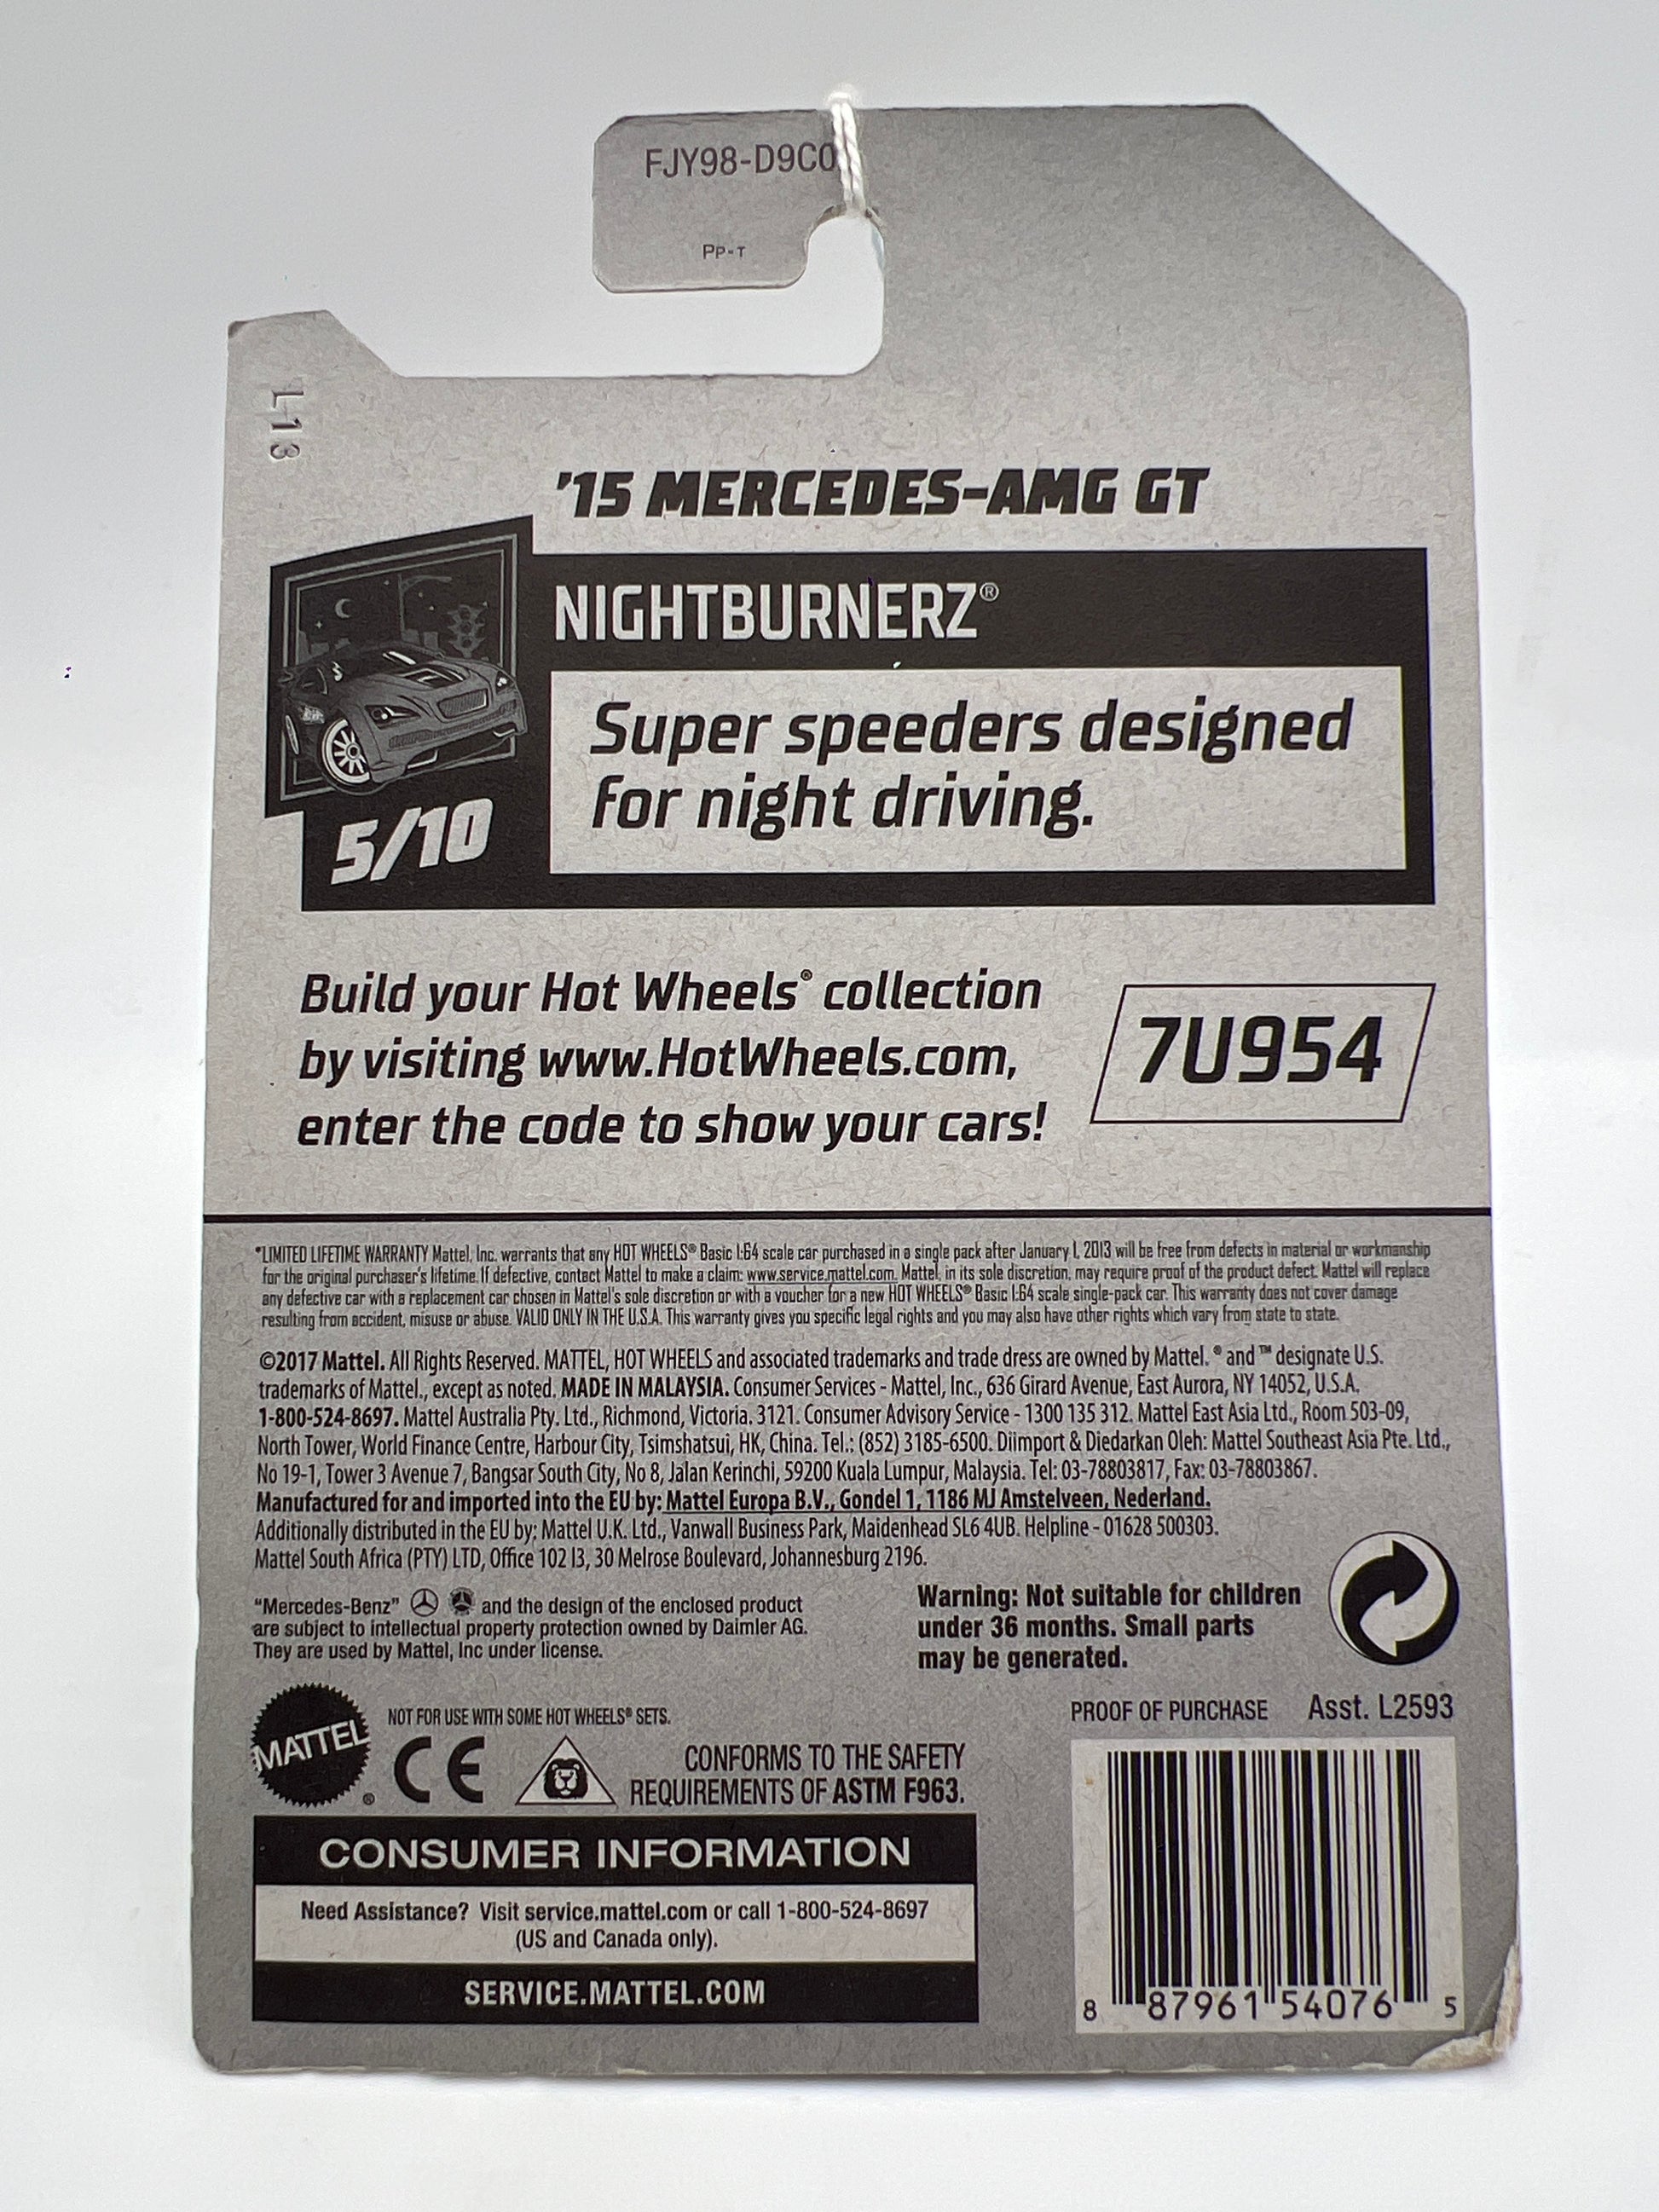 FJY98-D9C0
PP-T
L13
'15 MERCEDES-AMG GT
NIGHTBURNERZ®
Super speeders designed
for night driving.
5/10
Build your Hot Wheels® collection
by visiting www.HotWheels.com,
enter the code to show your cars!
7U954
*LIMITED LIFETIME WARRANTY Mattel, Inc. warrants that any HOT WHEELS® Basic 1:64 scale car purchased in a single pack after January 1, 2013 will be free from defects in material or workmanship
for the original purchaser's lifetime. If defective, contact Mattel to make a claim: www.service.mattel.com. Mattel, in its sole discretion, may require proof of the product defect. Mattel will replace
any defective car with a replacement car chosen in Mattel's sole discretion or with a voucher for a new HOT WHEELS® Basic 1:64 scale single-pack car. This warranty does not cover damage
resulting from accident, misuse or abuse. VALID ONLY IN THE U.S.A. This warranty gives you specific legal rights and you may also have other rights which vary from state to state.
©2017 Mattel. All Rights Reserved. MATTEL, HOT WHEELS and associated trademarks and trade dress are owned by Mattel. ® and ™ designate U.S.
trademarks of Mattel., except as noted. MADE IN MALAYSIA. Consumer Services - Mattel, Inc., 636 Girard Avenue, East Aurora, NY 14052, U.S.A.
1-800-524-8697. Mattel Australia Pty. Ltd., Richmond, Victoria. 3121. Consumer Advisory Service - 1300 135 312. Mattel East Asia Ltd., Room 503-09,
North Tower, World Finance Centre, Harbour City, Tsimshatsui, HK, China. Tel.: (852) 3185-6500. Diimport & Diedarkan Oleh: Mattel Southeast Asia Pte. Ltd.,
No 19-1, Tower 3 Avenue 7, Bangsar South City, No 8, Jalan Kerinchi, 59200 Kuala Lumpur, Malaysia. Tel: 03-78803817, Fax: 03-78803867.
Manufactured for and imported into the EU by: Mattel Europa B.V., Gondel 1, 1186 MJ Amstelveen, Nederland.
Additionally distributed in the EU by: Mattel U.K. Ltd., Vanwall Business Park, Maidenhead SL6 4UB. Helpline - 01628 500303.
Mattel South Africa (PTY) LTD, Office 102 I3, 30 Melrose Boulevard, Johannesburg 2196.
"Mercedes-Benz" and the design of the enclosed product
are subject to intellectual property protection owned by Daimler AG.
They are used by Mattel, Inc under license.
Warning: Not suitable for children
under 36 months. Small parts
may be generated.
MATTEL®
NOT FOR USE WITH SOME HOT WHEELS® SETS.
CE
CONFORMS TO THE SAFETY
REQUIREMENTS OF ASTM F963.
PROOF OF PURCHASE Asst. L2593
CONSUMER INFORMATION
Need Assistance? Visit service.mattel.com or call 1-800-524-8697
(US and Canada only).
SERVICE.MATTEL.COM
8 87961 54076 5